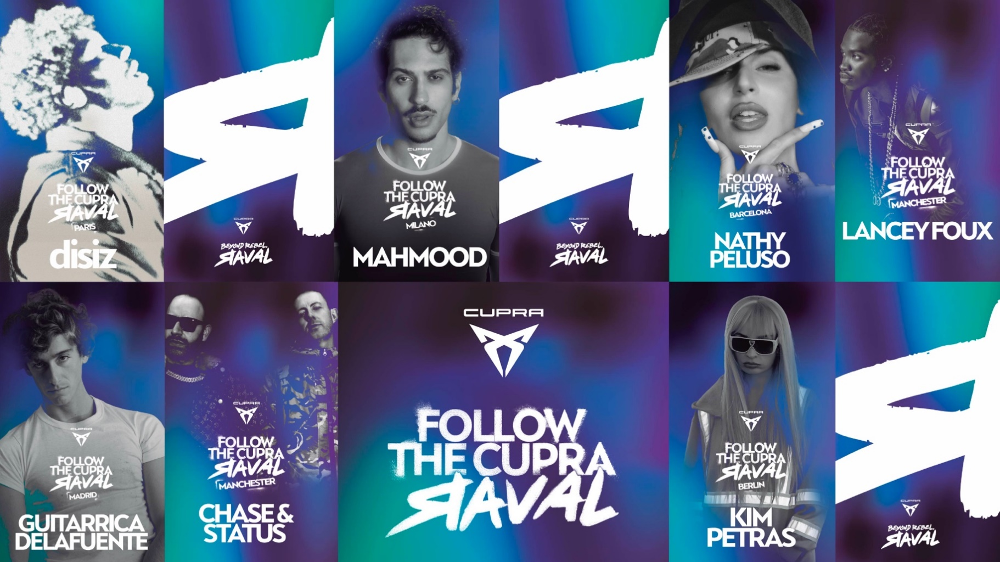 CUPRA
FOLLOW
THE CUPRA
RAVAL
PARIS
disiz
CUPRA
BEYOND REBEL,
RAVAL
CUPRA
FOLLOW
THE CUPRA
RAVAL
MILANO
MAHMOOD
CUPRA
BEYOND REBEL,
RAVAL
CUPRA
FOLLOW
THE CUPRA
RAVAL
BARCELONA
NATHY
PELUSO
CUPRA
FOLLOW
THE CUPRA
RAVAL
MANCHESTER
LANCEY FOUX
CUPRA
FOLLOW
THE CUPRA
RAVAL
MADRID
GUITARRICA
DELAFUENTE
CUPRA
FOLLOW
THE CUPRA
RAVAL
MANCHESTER
CHASE &
STATUS
CUPRA
FOLLOW
THE CUPRA
RAVAL
CUPRA
FOLLOW
THE CUPRA
RAVAL
BERLIN
KIM
PETRAS
CUPRA
BEYOND REBEL,
RAVAL